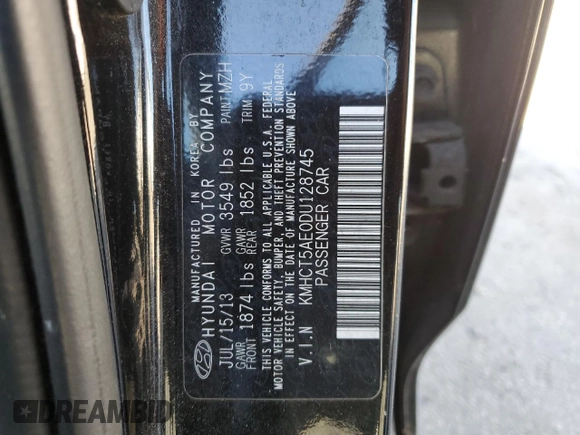 MANUFACTURED IN KOREA BY
HYUNDAI MOTOR COMPANY
JUL/15/13 GVWR 3549 lbs PAINT MZH
GAWR FRONT 1874 lbs GAWR REAR 1852 lbs TRIM 9Y
THIS VEHICLE CONFORMS TO ALL APPLICABLE U.S.A. FEDERAL
MOTOR VEHICLE SAFETY, BUMPER, AND THEFT PREVENTION STANDARDS
IN EFFECT ON THE DATE OF MANUFACTURE SHOWN ABOVE
V.I.N KMHCT5AE0DU128745
PASSENGER CAR
DREAMBID